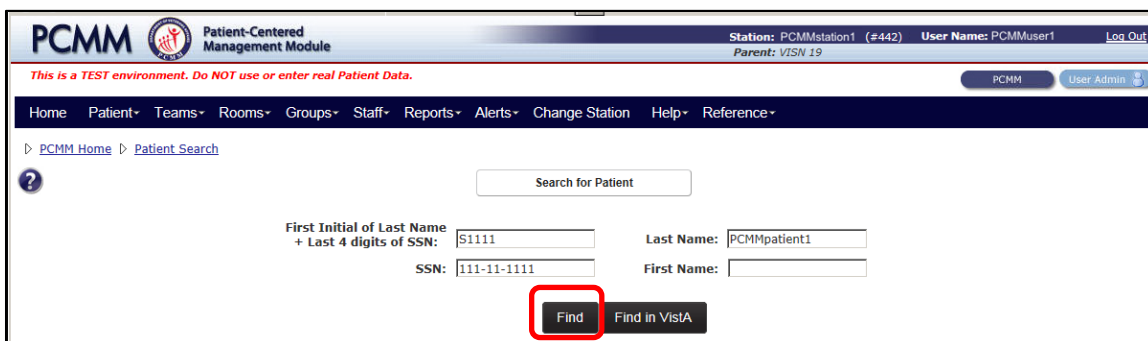 PCMM
Patient-Centered
Management Module
Station: PCMMstation1 (#442) User Name: PCMMuser1 Log Out
Parent: VISN 19
This is a TEST environment. Do NOT use or enter real Patient Data.
PCMM User Admin
Home Patient Teams Rooms Groups Staff Reports Alerts Change Station Help Reference
PCMM Home Patient Search
?
Search for Patient
First Initial of Last Name
+ Last 4 digits of SSN: S1111 Last Name: PCMMpatient1
SSN: 111-11-1111 First Name:
Find Find in VistA